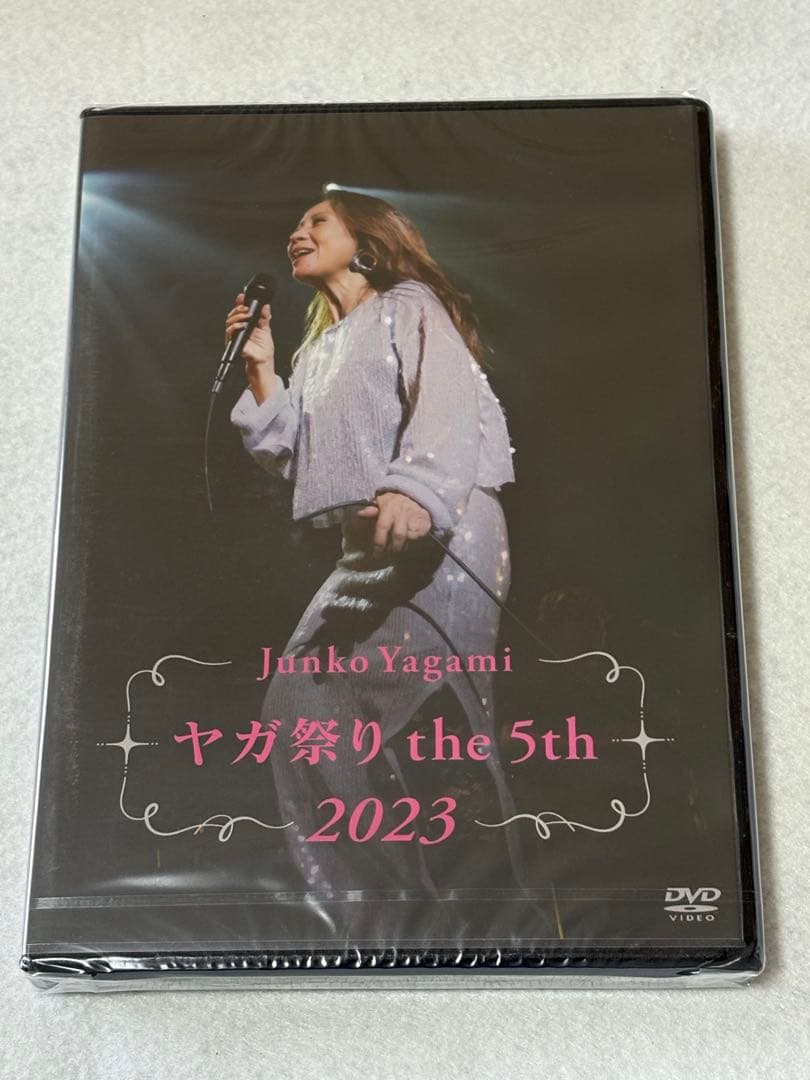 Junko Yagami
ヤガ祭り the 5th
2023
DVD
VIDEO